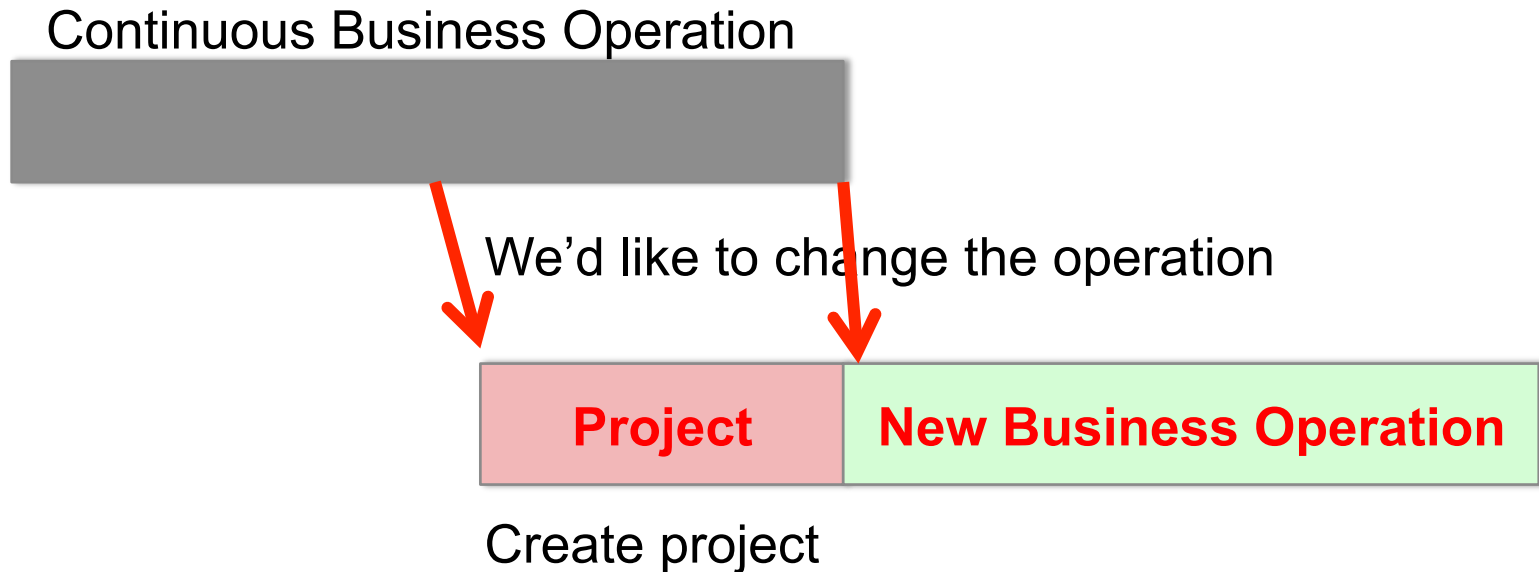 Continuous Business Operation
We’d like to change the operation
Project
New Business Operation
Create project